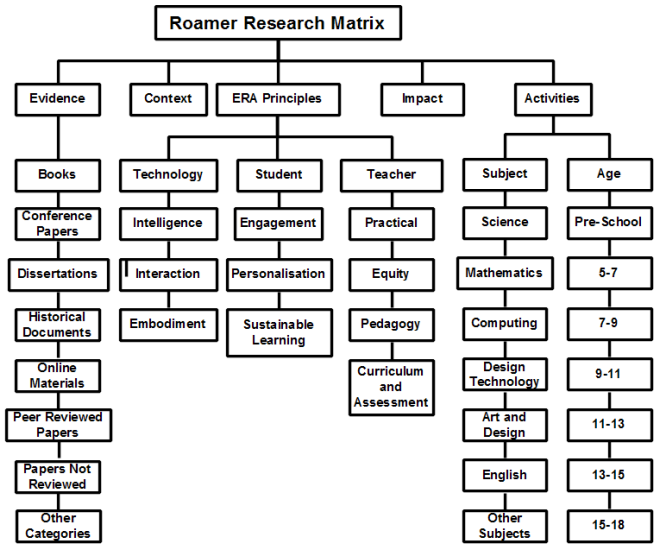 Roamer Research Matrix
Evidence
Context
ERA Principles
Impact
Activities
Books
Technology
Student
Teacher
Subject
Age
Conference
Papers
Intelligence
Engagement
Practical
Science
Pre-School
Dissertations
Interaction
Personalisation
Equity
Mathematics
5-7
Historical
Documents
Embodiment
Sustainable
Learning
Pedagogy
Computing
7-9
Online
Materials
Curriculum and
Assessment
Design
Technology
9-11
Peer Reviewed
Papers
Art and
Design
11-13
Papers Not
Reviewed
English
13-15
Other
Categories
Other
Subjects
15-18